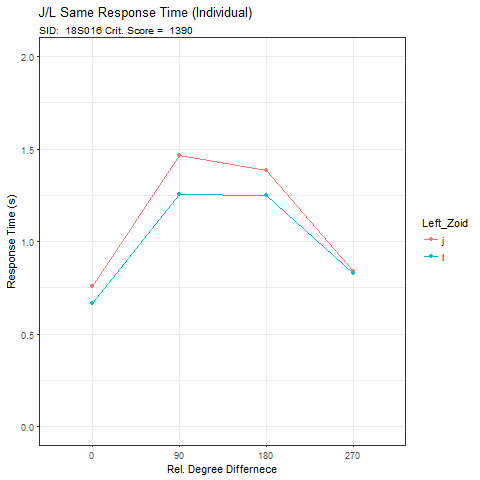 J/L Same Response Time (Individual)
SID:  18S016 Crit. Score =  1390
2.0
1.5
1.0
0.5
0.0
Response Time (s)
0 90 180 270
Rel. Degree Differnece
Left_Zoid
j
l